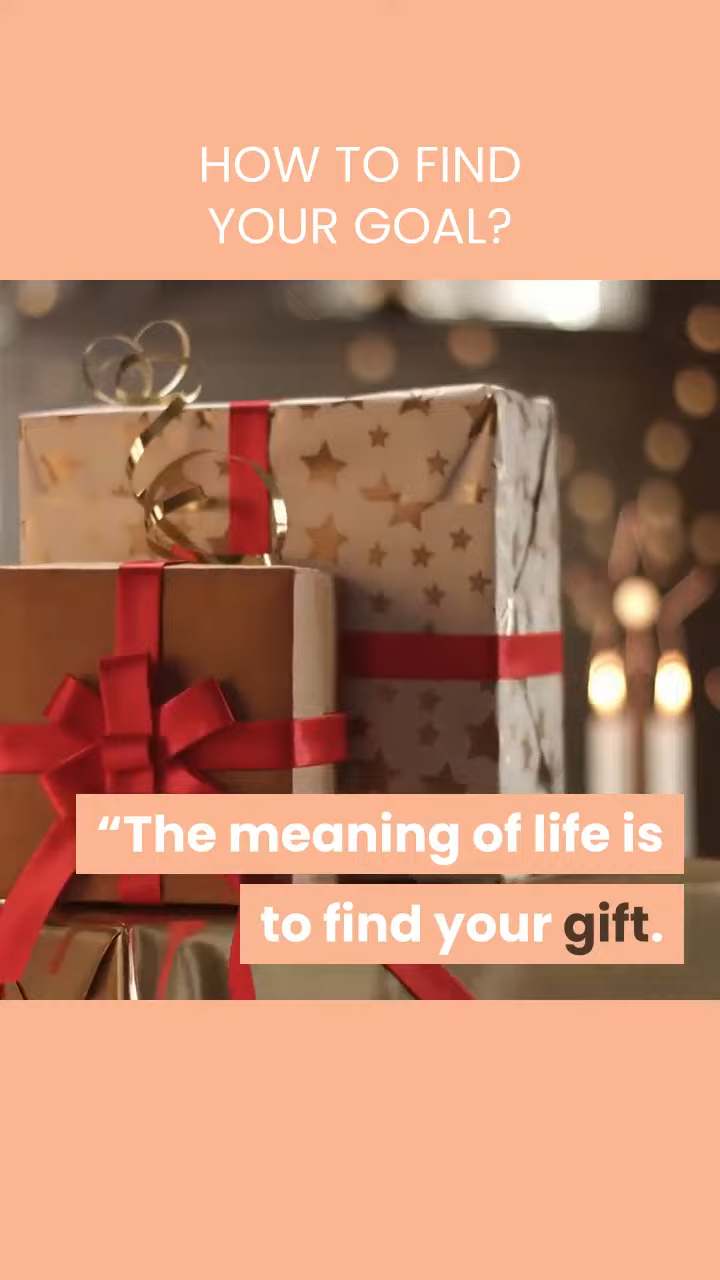 HOW TO FIND
YOUR GOAL?
“The meaning of life is
to find your gift.